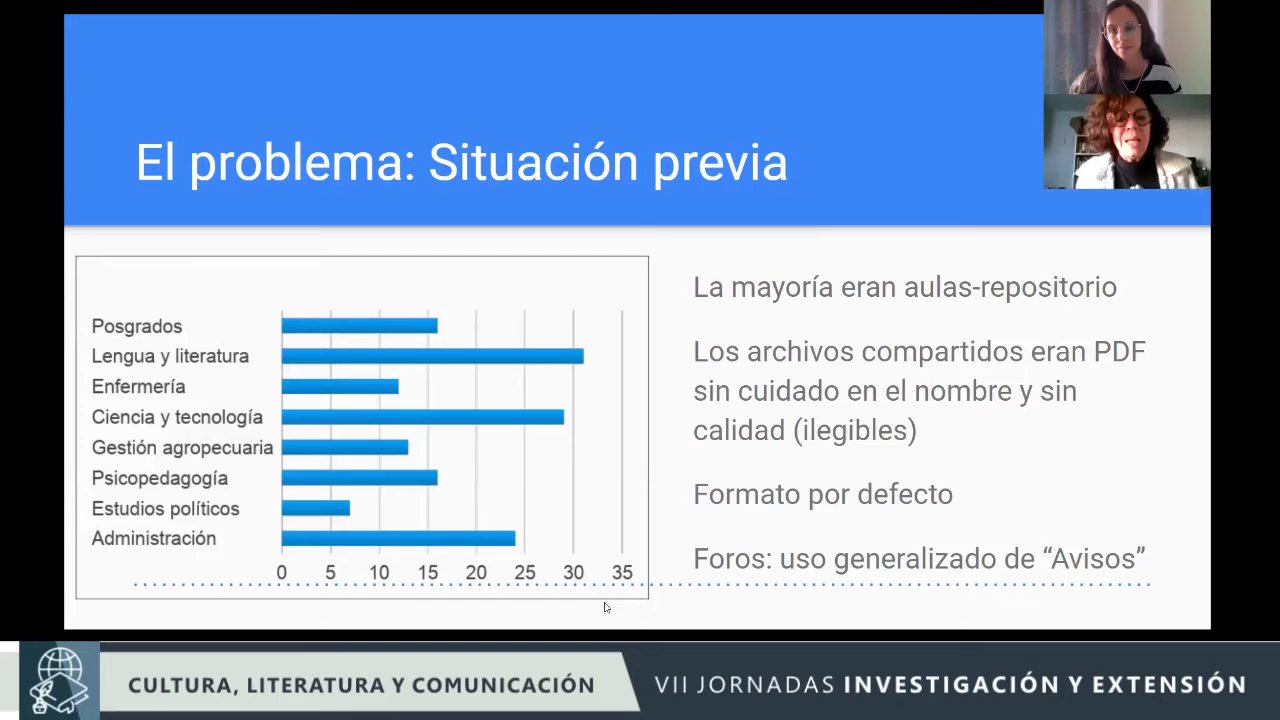 El problema: Situación previa
Posgrados
Lengua y literatura
Enfermería
Ciencia y tecnología
Gestión agropecuaria
Psicopedagogía
Estudios políticos
Administración
0 5 10 15 20 25 30 35
La mayoría eran aulas-repositorio
Los archivos compartidos eran PDF
sin cuidado en el nombre y sin
calidad (ilegibles)
Formato por defecto
Foros: uso generalizado de “Avisos”
CULTURA, LITERATURA Y COMUNICACIÓN
VII JORNADAS INVESTIGACIÓN Y EXTENSIÓN